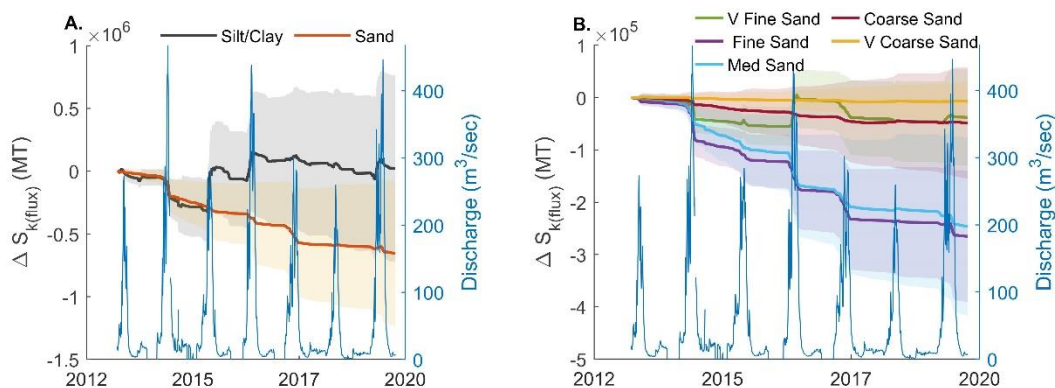 A.
Silt/Clay Sand
× 10^6
1
0.5
0
-0.5
-1
-1.5
Δ S_k(flux) (MT)
400
300
200
100
0
Discharge (m^3/sec)
2012 2015 2017 2020
B.
V Fine Sand Coarse Sand
Fine Sand V Coarse Sand
Med Sand
× 10^5
1
0
-1
-2
-3
-4
-5
Δ S_k(flux) (MT)
400
300
200
100
0
Discharge (m^3/sec)
2012 2015 2017 2020